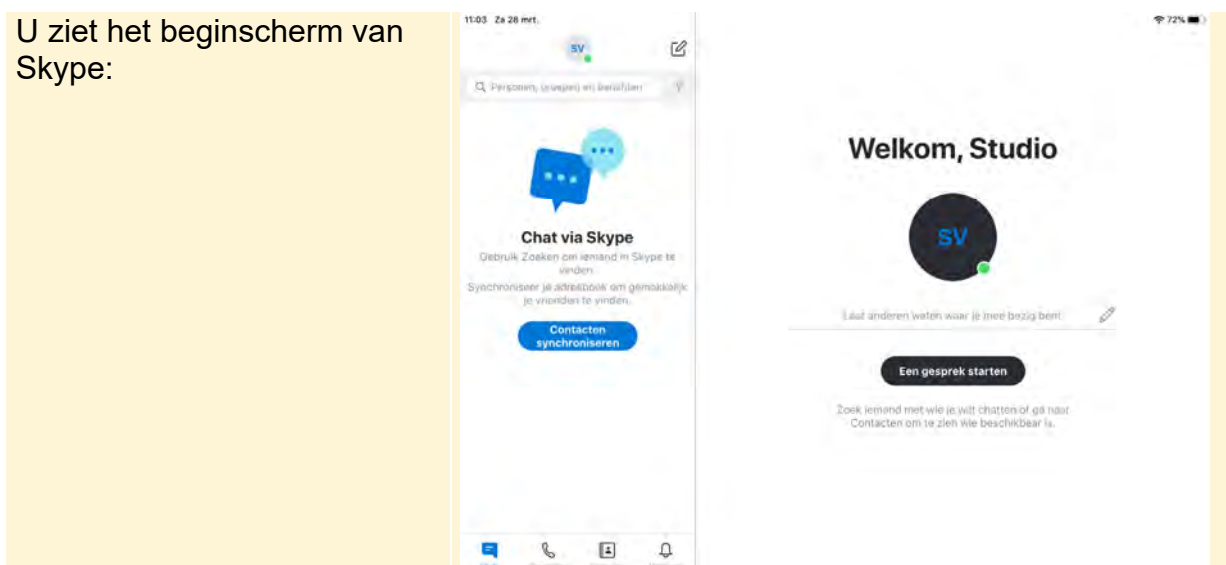 U ziet het beginscherm van
Skype:
11:03 Za 28 mrt.
72%
SV
Personen, groepen en berichten
Chat via Skype
Gebruik Zoeken om iemand in Skype te
vinden.
Synchroniseer je adresboek om gemakkelijk
je vrienden te vinden.
Contacten
synchroniseren
Welkom, Studio
SV
Laat anderen weten waar je mee bezig bent
Een gesprek starten
Zoek iemand met wie je wilt chatten of ga naar
Contacten om te zien wie beschikbaar is.